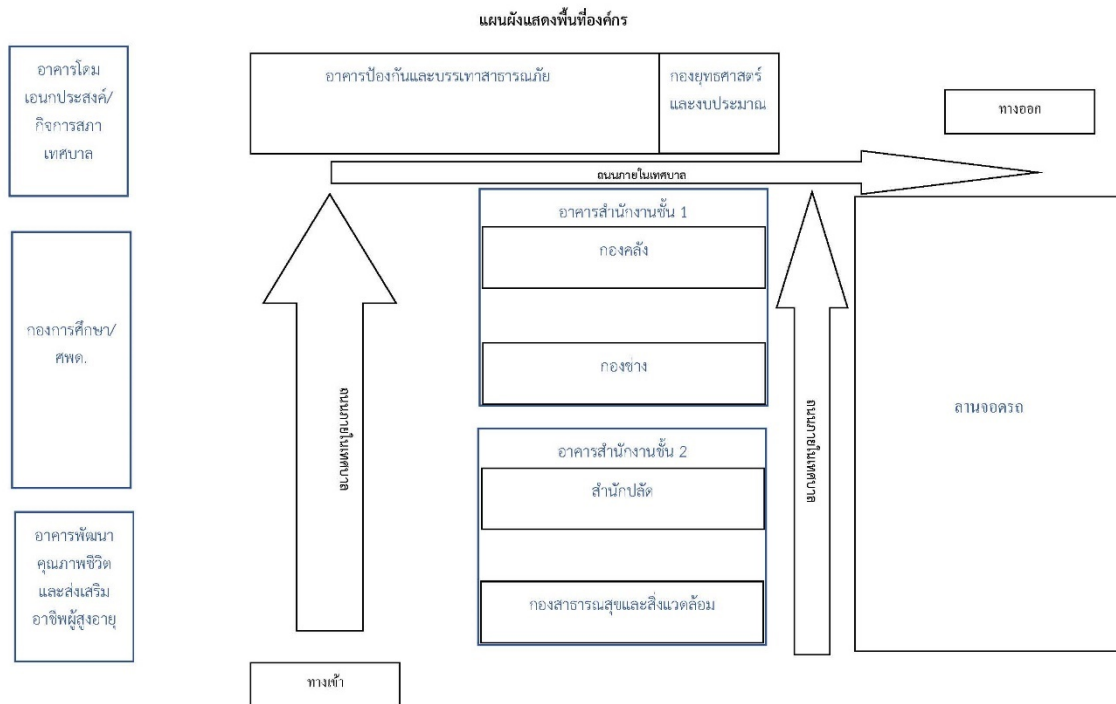 แผนผังแสดงพื้นที่องค์กร
อาคารโดม
เอนกประสงค์/
กิจการสภา
เทศบาล
อาคารป้องกันและบรรเทาสาธารณภัย
กองยุทธศาสตร์
และงบประมาณ
ทางออก
ถนนภายในเทศบาล
อาคารสำนักงานชั้น 1
กองคลัง
กองช่าง
กองการศึกษา/
ศพด.
ถนนภายในเทศบาล
ถนนภายในเทศบาล
ลานจอดรถ
อาคารสำนักงานชั้น 2
สำนักปลัด
กองสาธารณสุขและสิ่งแวดล้อม
อาคารพัฒนา
คุณภาพชีวิต
และส่งเสริม
อาชีพผู้สูงอายุ
ทางเข้า